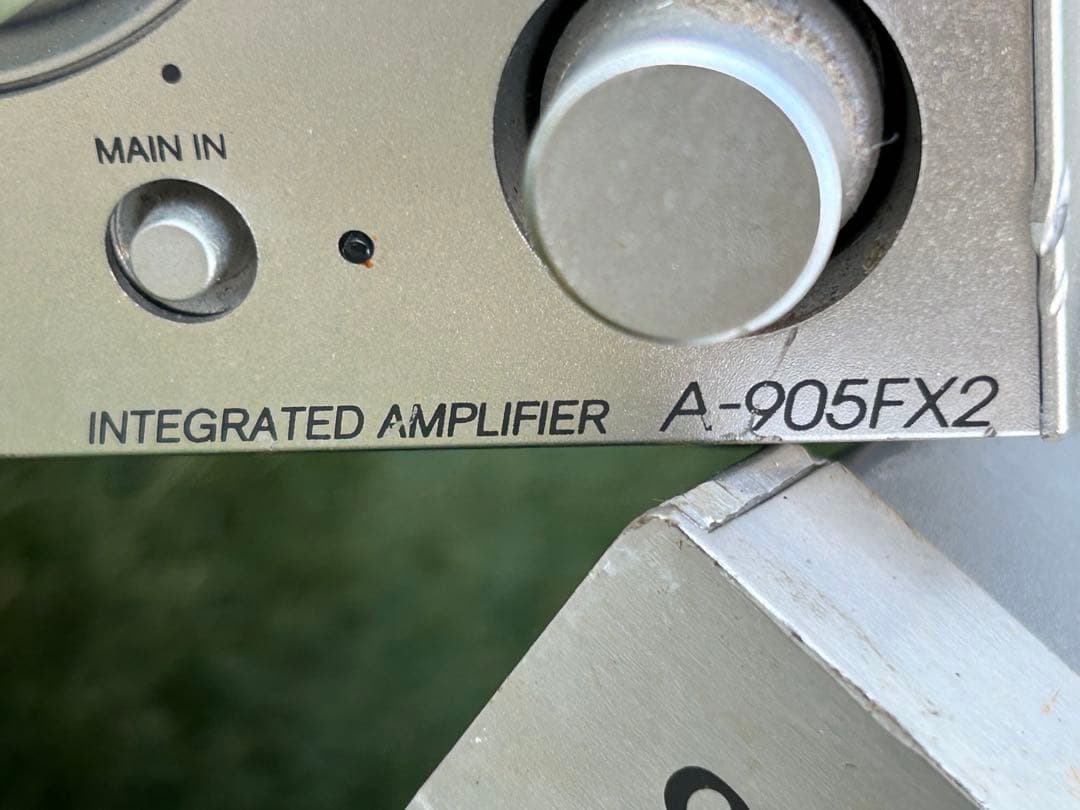 MAIN IN
INTEGRATED AMPLIFIER A-905FX2